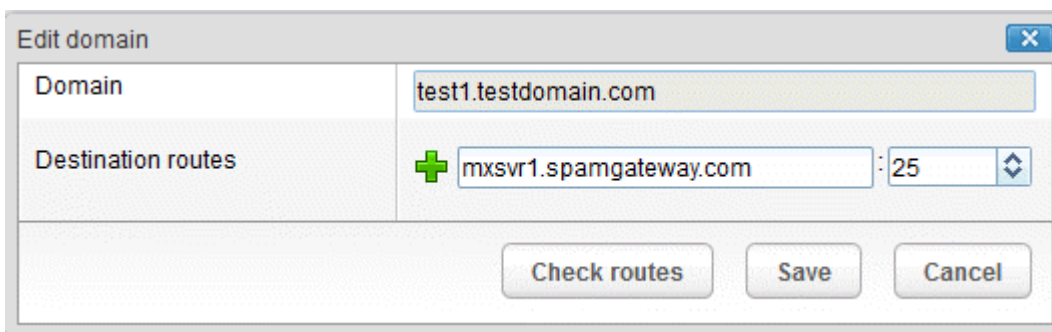 Edit domain
Domain test1.testdomain.com
Destination routes mxsvr1.spamgateway.com : 25
Check routes Save Cancel